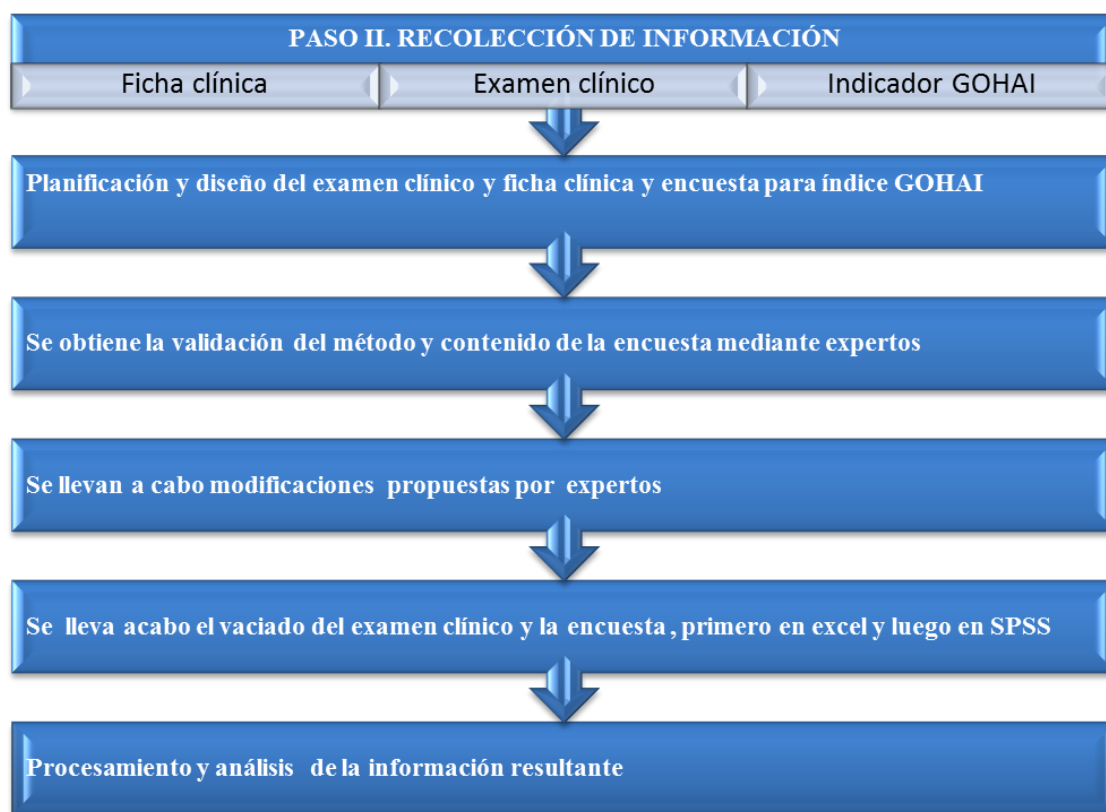 PASO II. RECOLECCIÓN DE INFORMACIÓN
Ficha clínica Examen clínico Indicador GOHAI
Planificación y diseño del examen clínico y ficha clínica y encuesta para índice GOHAI
Se obtiene la validación del método y contenido de la encuesta mediante expertos
Se llevan a cabo modificaciones propuestas por expertos
Se lleva acabo el vaciado del examen clínico y la encuesta , primero en excel y luego en SPSS
Procesamiento y análisis de la información resultante